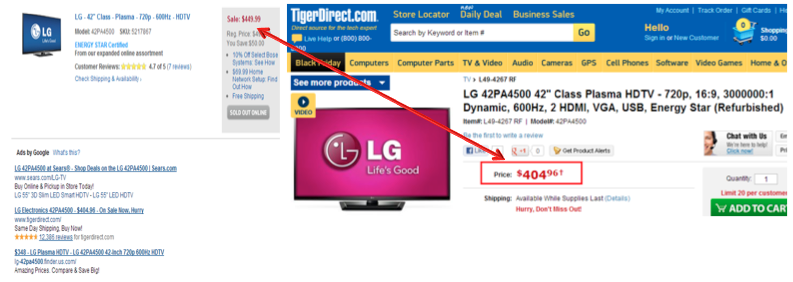 LG - 42" Class - Plasma - 720p - 600Hz - HDTV
Model: 42PA4500 SKU: 5217867
ENERGY STAR Certified
From our expanded online assortment
Customer Reviews: 4.7 of 5 (7 reviews)
Check Shipping & Availability
Sale: $449.99
Reg. Price
You Save $50.00
10% Off Select Bose
Systems: See How
$69.99 Home
Network Setup: Find
Out How
Free Shipping
SOLD OUT ONLINE
Ads by Google What's this?
LG 42PA4500 at Sears® - Shop Deals on the LG 42PA4500 | Sears.com
www.sears.com/LG-TV
Buy Online & Pickup in Store Today!
LG 55" 3D Slim LED Smart HDTV - LG 55" LED HDTV
LG Electronics 42PA4500 - $404.96 - On Sale Now, Hurry
www.tigerdirect.com/
Same Day Shipping, Buy Now!
12,386 reviews for tigerdirect.com
$348 - LG Plasma HDTV - LG 42PA4500 42-Inch 720p 600Hz HDTV
lg-42pa4500.finder.us.com/
Amazing Prices. Compare & Save Big!
TigerDirect.com
Direct source for the tech expert
Live Help or (800) 800-
Store Locator new! Daily Deal Business Sales
Search by Keyword or Item # GO
My Account | Track Order | Gift Cards | He
Hello
Sign in or New Customer
0
Shopping
$0.00
Black Friday Computers Computer Parts TV & Video Audio Cameras GPS Cell Phones Software Video Games Home & O
See more products
VIDEO
LG
Life's Good
TV > L49-4267 RF
LG 42PA4500 42" Class Plasma HDTV - 720p, 16:9, 3000000:1
Dynamic, 600Hz, 2 HDMI, VGA, USB, Energy Star (Refurbished)
Item#: L49-4267 RF | Model#: 42PA4500
Be the first to write a review
+1 0 Get Product Alerts
Chat with Us
We're here to help!
Click now!
Price: $404.96†
Shipping: Available While Supplies Last (Details)
Hurry, Don't Miss Out!
Quantity: 1
Limit 20 per custome
ADD TO CAR